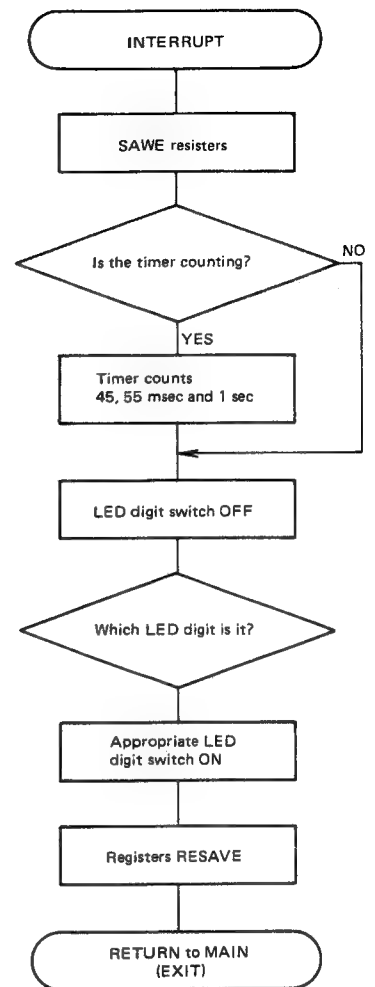 INTERRUPT
SAWE resisters
Is the timer counting?
NO
YES
Timer counts
45, 55 msec and 1 sec
LED digit switch OFF
Which LED digit is it?
Appropriate LED
digit switch ON
Registers RESAVE
RETURN to MAIN
(EXIT)